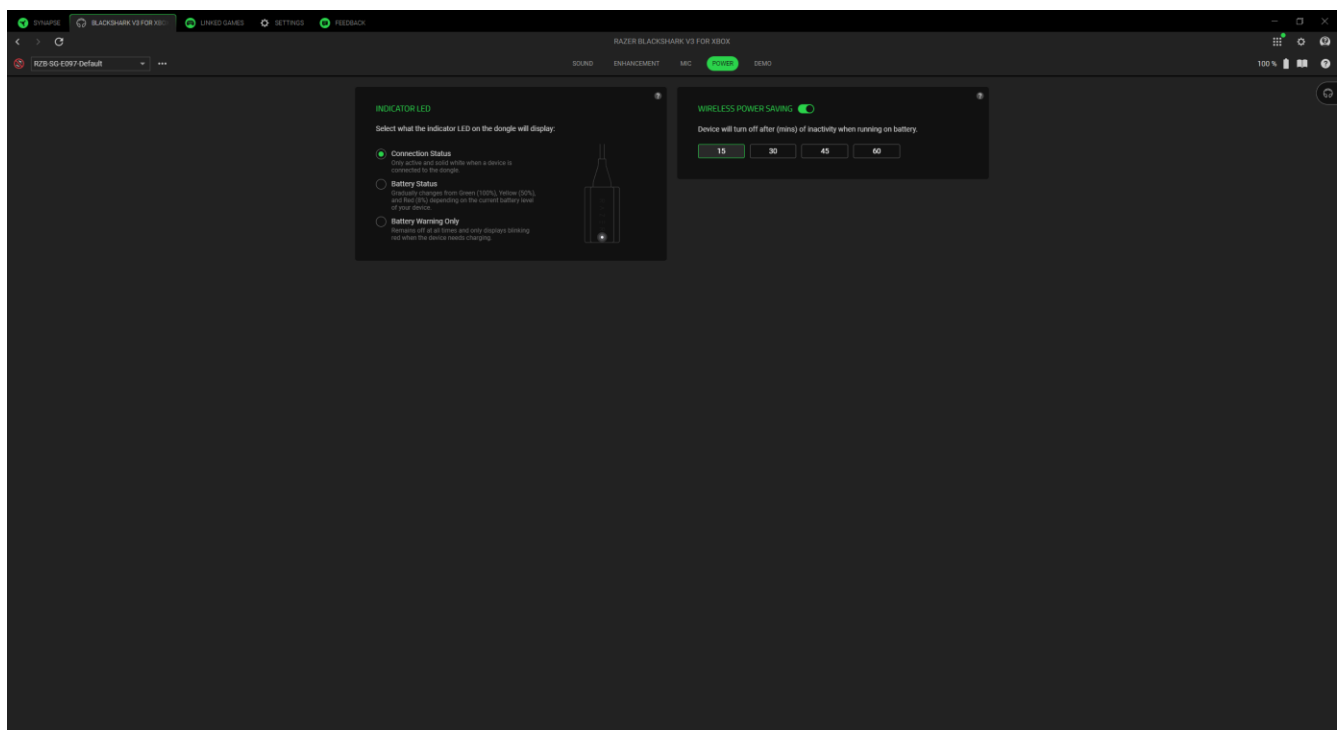 SYNAPSE
BLACKSHARK V3 FOR XBO
LINKED GAMES
SETTINGS
FEEDBACK
RAZER BLACKSHARK V3 FOR XBOX
RZB-SG-E097-Default
SOUND
ENHANCEMENT
MIC
POWER
DEMO
100 %
INDICATOR LED
Select what the indicator LED on the dongle will display:
Connection Status
Only active and solid white when a device is
connected to the dongle.
Battery Status
Gradually changes from Green (100%), Yellow (50%),
and Red (8%) depending on the current battery level
of your device.
Battery Warning Only
Remains off at all times and only displays blinking
red when the device needs charging
WIRELESS POWER SAVING
Device will turn off after (mins) of inactivity when running on battery.
15
30
45
60